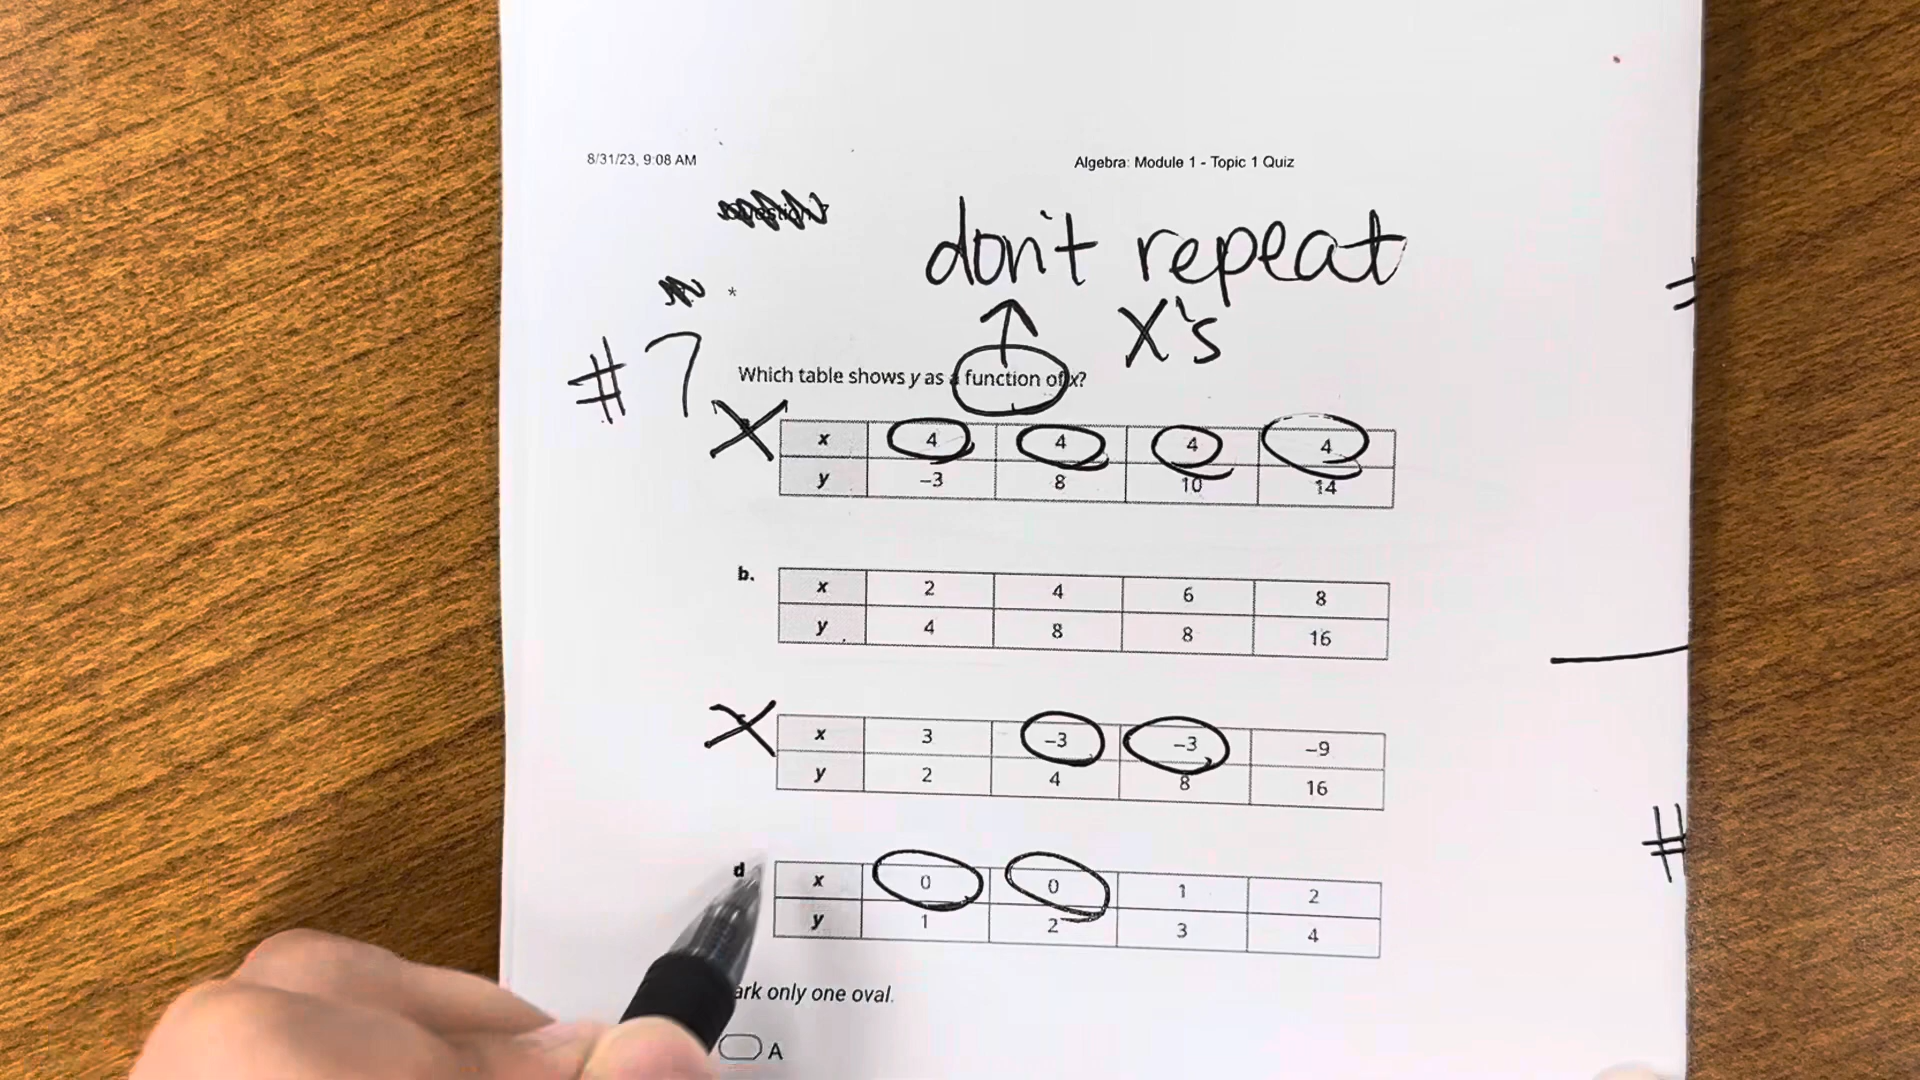 8/31/23, 9:08 AM Algebra: Module 1 - Topic 1 Quiz
don't repeat
X's
*
#7
Which table shows y as a function of x?
x 4 4 4 4
y −3 8 10 14
b.
x 2 4 6 8
y 4 8 8 16
x 3 −3 −3 −9
y 2 4 8 16
d
x 0 0 1 2
y 1 2 3 4
ark only one oval.
A
#